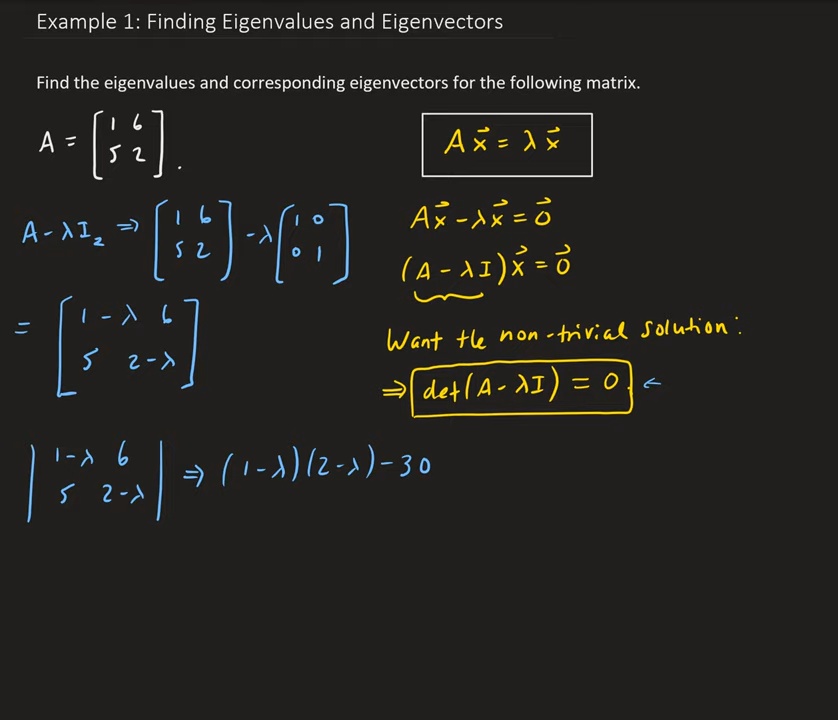 Example 1: Finding Eigenvalues and Eigenvectors
Find the eigenvalues and corresponding eigenvectors for the following matrix.
A = [1 6
5 2].
A - λI₂ ⇒ [1 6
5 2] - λ[1 0
0 1]
= [1 - λ 6
5 2 - λ]
|1 - λ 6
5 2 - λ| ⇒ (1 - λ)(2 - λ) - 30
Ax⃗ = λx⃗
Ax⃗ - λx⃗ = 0⃗
(A - λI)x⃗ = 0⃗
Want the non-trivial solution:
⇒ det(A - λI) = 0 ←